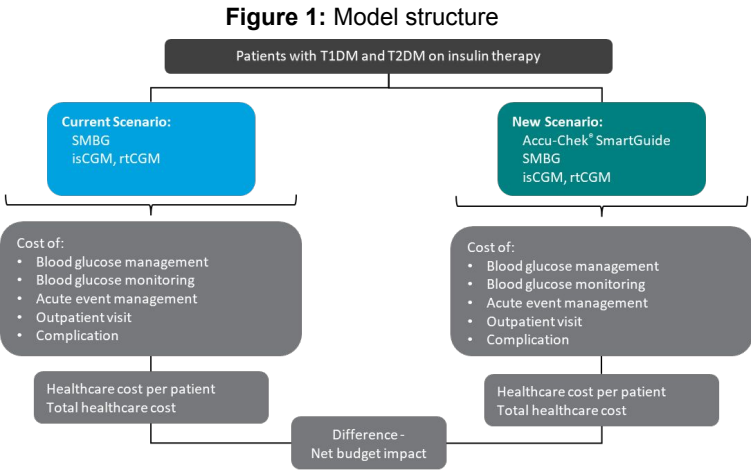 Figure 1: Model structure
Patients with T1DM and T2DM on insulin therapy
Current Scenario:
SMBG
isCGM, rtCGM
New Scenario:
Accu-Chek® SmartGuide
SMBG
isCGM, rtCGM
Cost of:
• Blood glucose management
• Blood glucose monitoring
• Acute event management
• Outpatient visit
• Complication
Cost of:
• Blood glucose management
• Blood glucose monitoring
• Acute event management
• Outpatient visit
• Complication
Healthcare cost per patient
Total healthcare cost
Healthcare cost per patient
Total healthcare cost
Difference -
Net budget impact